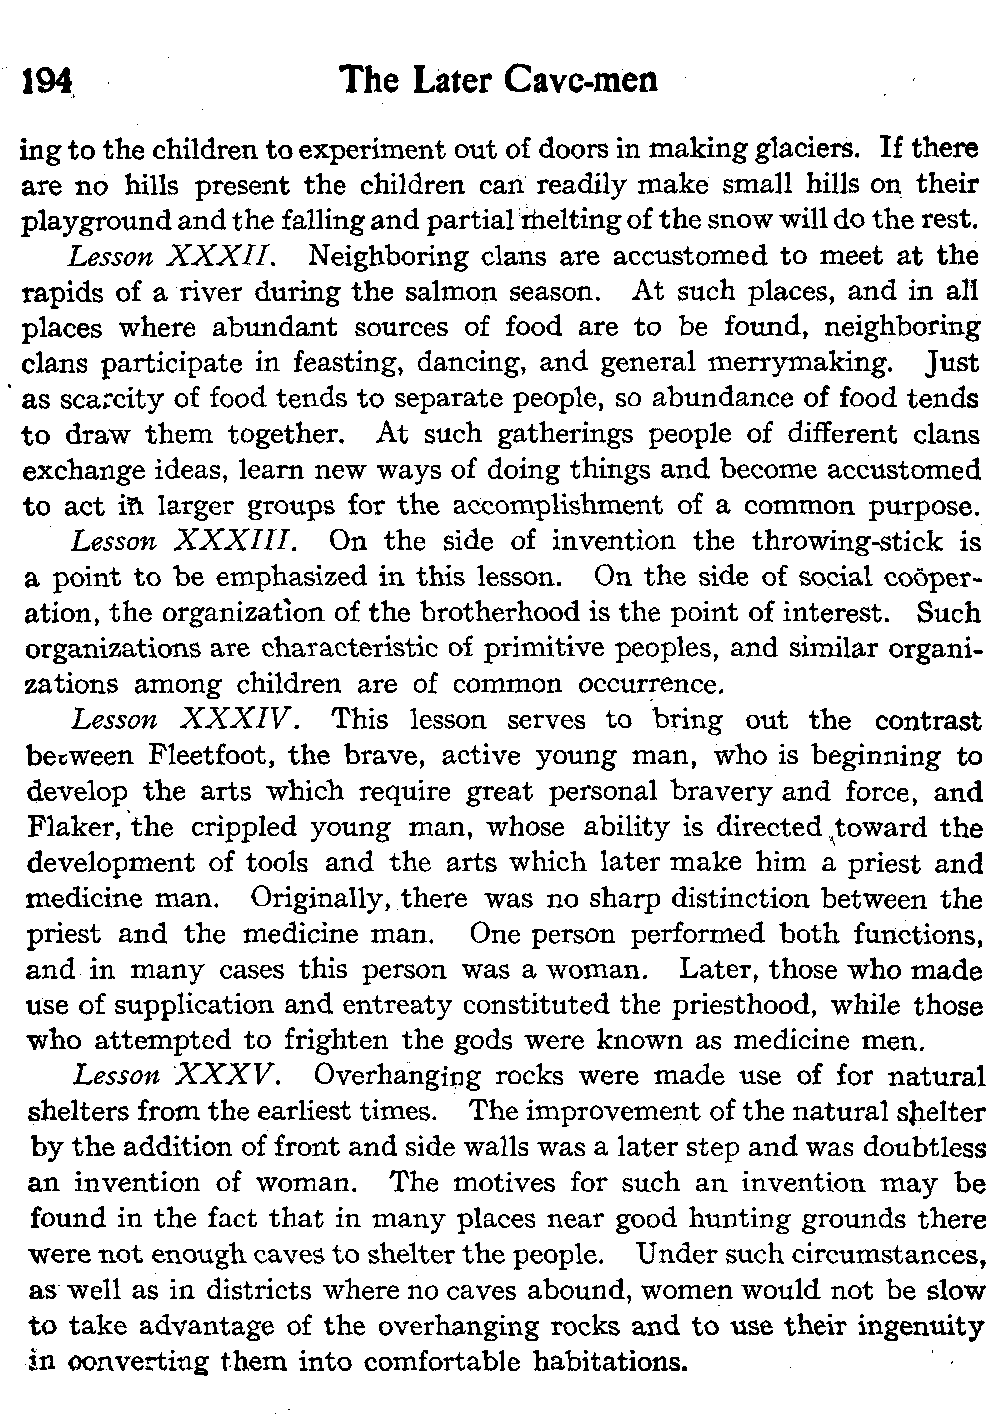 194 The Later Cave-men
ing to the children to experiment out of doors in making glaciers. If there
are no hills present the children can readily make small hills on their
playground and the falling and partial melting of the snow will do the rest.
Lesson XXXII. Neighboring clans are accustomed to meet at the
rapids of a river during the salmon season. At such places, and in all
places where abundant sources of food are to be found, neighboring
clans participate in feasting, dancing, and general merrymaking. Just
as scarcity of food tends to separate people, so abundance of food tends
to draw them together. At such gatherings people of different clans
exchange ideas, learn new ways of doing things and become accustomed
to act in larger groups for the accomplishment of a common purpose.
Lesson XXXIII. On the side of invention the throwing-stick is
a point to be emphasized in this lesson. On the side of social coöper-
ation, the organization of the brotherhood is the point of interest. Such
organizations are characteristic of primitive peoples, and similar organi-
zations among children are of common occurrence.
Lesson XXXIV. This lesson serves to bring out the contrast
between Fleetfoot, the brave, active young man, who is beginning to
develop the arts which require great personal bravery and force, and
Flaker, the crippled young man, whose ability is directed toward the
development of tools and the arts which later make him a priest and
medicine man. Originally, there was no sharp distinction between the
priest and the medicine man. One person performed both functions,
and in many cases this person was a woman. Later, those who made
use of supplication and entreaty constituted the priesthood, while those
who attempted to frighten the gods were known as medicine men.
Lesson XXXV. Overhanging rocks were made use of for natural
shelters from the earliest times. The improvement of the natural shelter
by the addition of front and side walls was a later step and was doubtless
an invention of woman. The motives for such an invention may be
found in the fact that in many places near good hunting grounds there
were not enough caves to shelter the people. Under such circumstances,
as well as in districts where no caves abound, women would not be slow
to take advantage of the overhanging rocks and to use their ingenuity
in converting them into comfortable habitations.